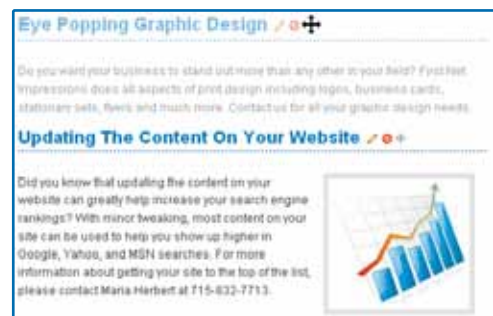 Eye Popping Graphic Design
Do you want your business to stand out more than any other in your field? First Net
Impressions does all aspects of print design including logos, business cards,
stationary sets, flyers and much more. Contact us for all your graphic design needs.
Updating The Content On Your Website
Did you know that updating the content on your
website can greatly help increase your search engine
rankings? With minor tweaking, most content on your
site can be used to help you show up higher in
Google, Yahoo, and MSN searches. For more
information about getting your site to the top of the list,
please contact Maria Herbert at 715-832-7713.